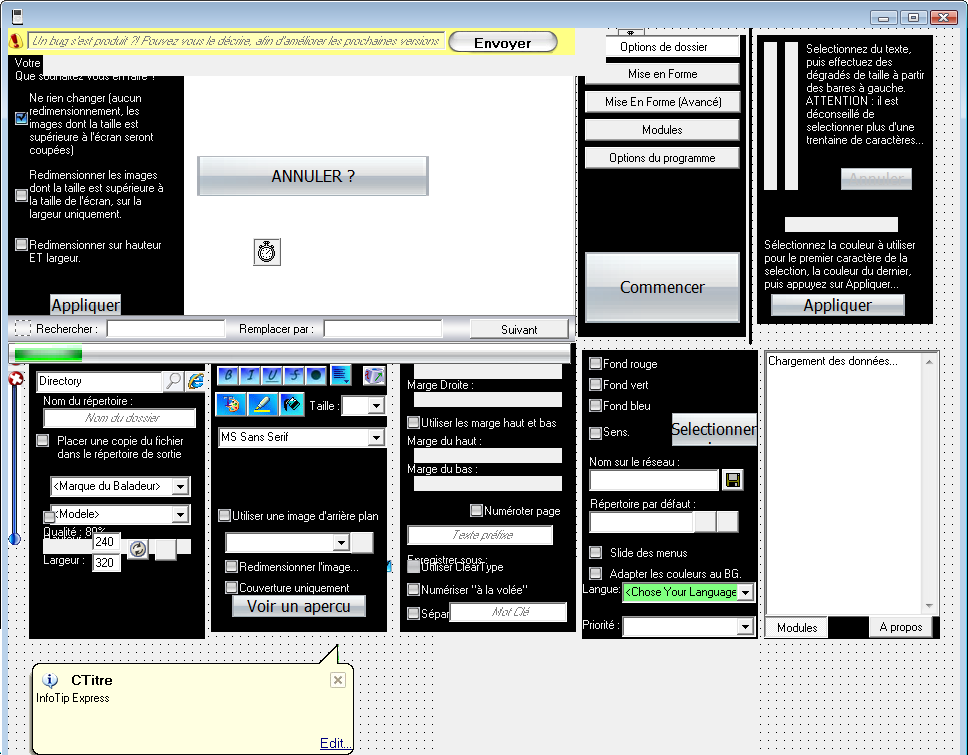 Un bug s'est produit ?! Pouvez vous le décrire, afin d'améliorer les prochaines versions
Envoyer
Votre
Que souhaitez vous en faire ?
Ne rien changer (aucun
redimensionnement, les
images dont la taille est
supérieure à l'écran seront
coupées)
Redimensionner les images
dont la taille est supérieure à
la taille de l'écran, sur la
largeur uniquement.
Redimensionner sur hauteur
ET largeur.
Appliquer
ANNULER ?
Options de dossier
Mise en Forme
Mise En Forme (Avancé)
Modules
Options du programme
Commencer
Selectionnez du texte,
puis effectuez des
dégradés de taille à partir
des barres à gauche.
ATTENTION : il est
déconseillé de
selectionner plus d'une
trentaine de caractères...
Annuler
Sélectionnez la couleur à utiliser
pour le premier caractère de la
selection, la couleur du dernier,
puis appuyez sur Appliquer...
Appliquer
Rechercher :
Remplacer par :
Suivant
Directory
Nom du répertoire :
Nom du dossier
Placer une copie du fichier
dans le répertoire de sortie
<Marque du Baladeur>
<Modele>
Qualité : 80%
240
Largeur :
320
B I U S
Taille :
MS Sans Serif
Utiliser une image d'arrière plan
Redimensionner l'image...
Couverture uniquement
Voir un apercu
Marge Droite :
Utiliser les marge haut et bas
Marge du haut :
Marge du bas :
Numéroter page
Texte préfixe
Enregistrer sous :
Utiliser ClearType
Numériser "à la volée"
Sépar
Mot Clé
Fond rouge
Fond vert
Fond bleu
Sens.
Selectionner
Nom sur le réseau :
Répertoire par défaut :
Slide des menus
Adapter les couleurs au BG.
Langue:
<Chose Your Language
Priorité :
Chargement des données...
Modules
A propos
CTitre
InfoTip Express
Edit...